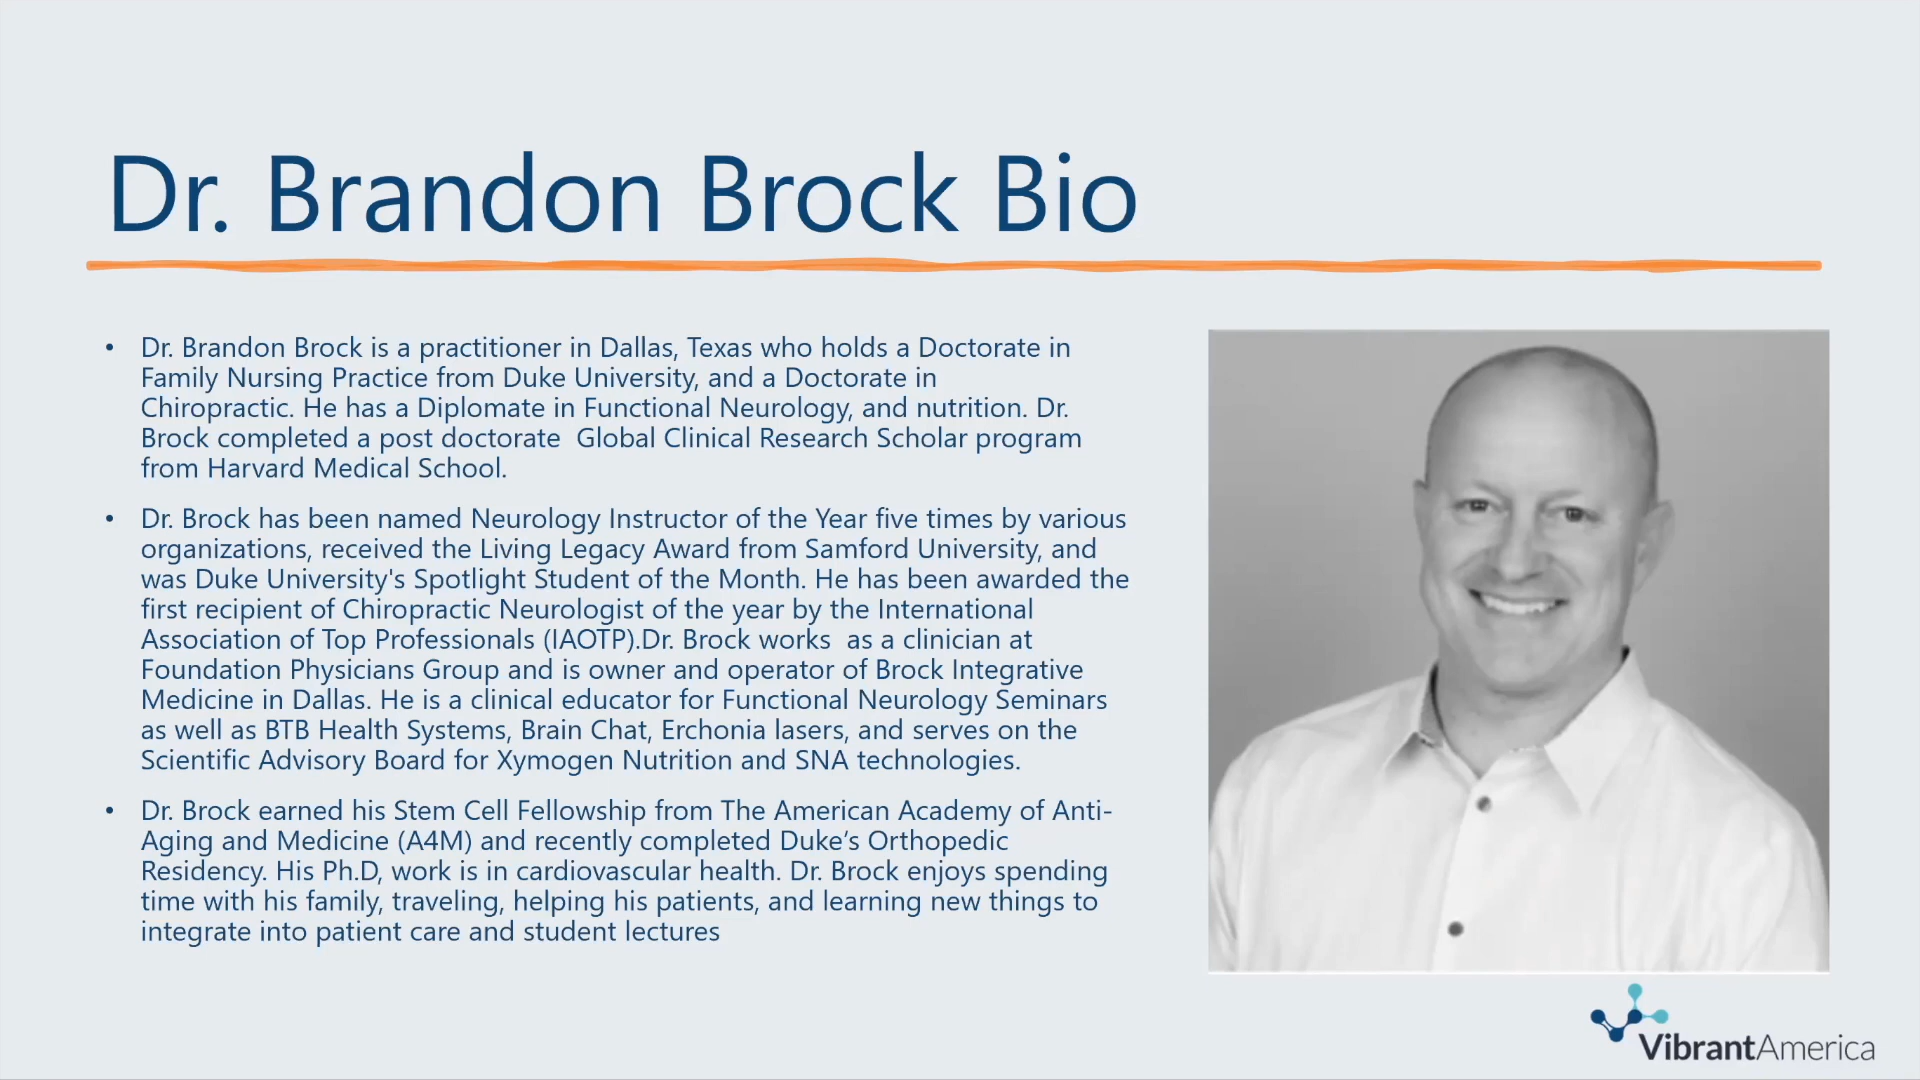 Dr. Brandon Brock Bio
• Dr. Brandon Brock is a practitioner in Dallas, Texas who holds a Doctorate in
Family Nursing Practice from Duke University, and a Doctorate in
Chiropractic. He has a Diplomate in Functional Neurology, and nutrition. Dr.
Brock completed a post doctorate  Global Clinical Research Scholar program
from Harvard Medical School.
• Dr. Brock has been named Neurology Instructor of the Year five times by various
organizations, received the Living Legacy Award from Samford University, and
was Duke University's Spotlight Student of the Month. He has been awarded the
first recipient of Chiropractic Neurologist of the year by the International
Association of Top Professionals (IAOTP).Dr. Brock works  as a clinician at
Foundation Physicians Group and is owner and operator of Brock Integrative
Medicine in Dallas. He is a clinical educator for Functional Neurology Seminars
as well as BTB Health Systems, Brain Chat, Erchonia lasers, and serves on the
Scientific Advisory Board for Xymogen Nutrition and SNA technologies.
• Dr. Brock earned his Stem Cell Fellowship from The American Academy of Anti-
Aging and Medicine (A4M) and recently completed Duke’s Orthopedic
Residency. His Ph.D, work is in cardiovascular health. Dr. Brock enjoys spending
time with his family, traveling, helping his patients, and learning new things to
integrate into patient care and student lectures
VibrantAmerica